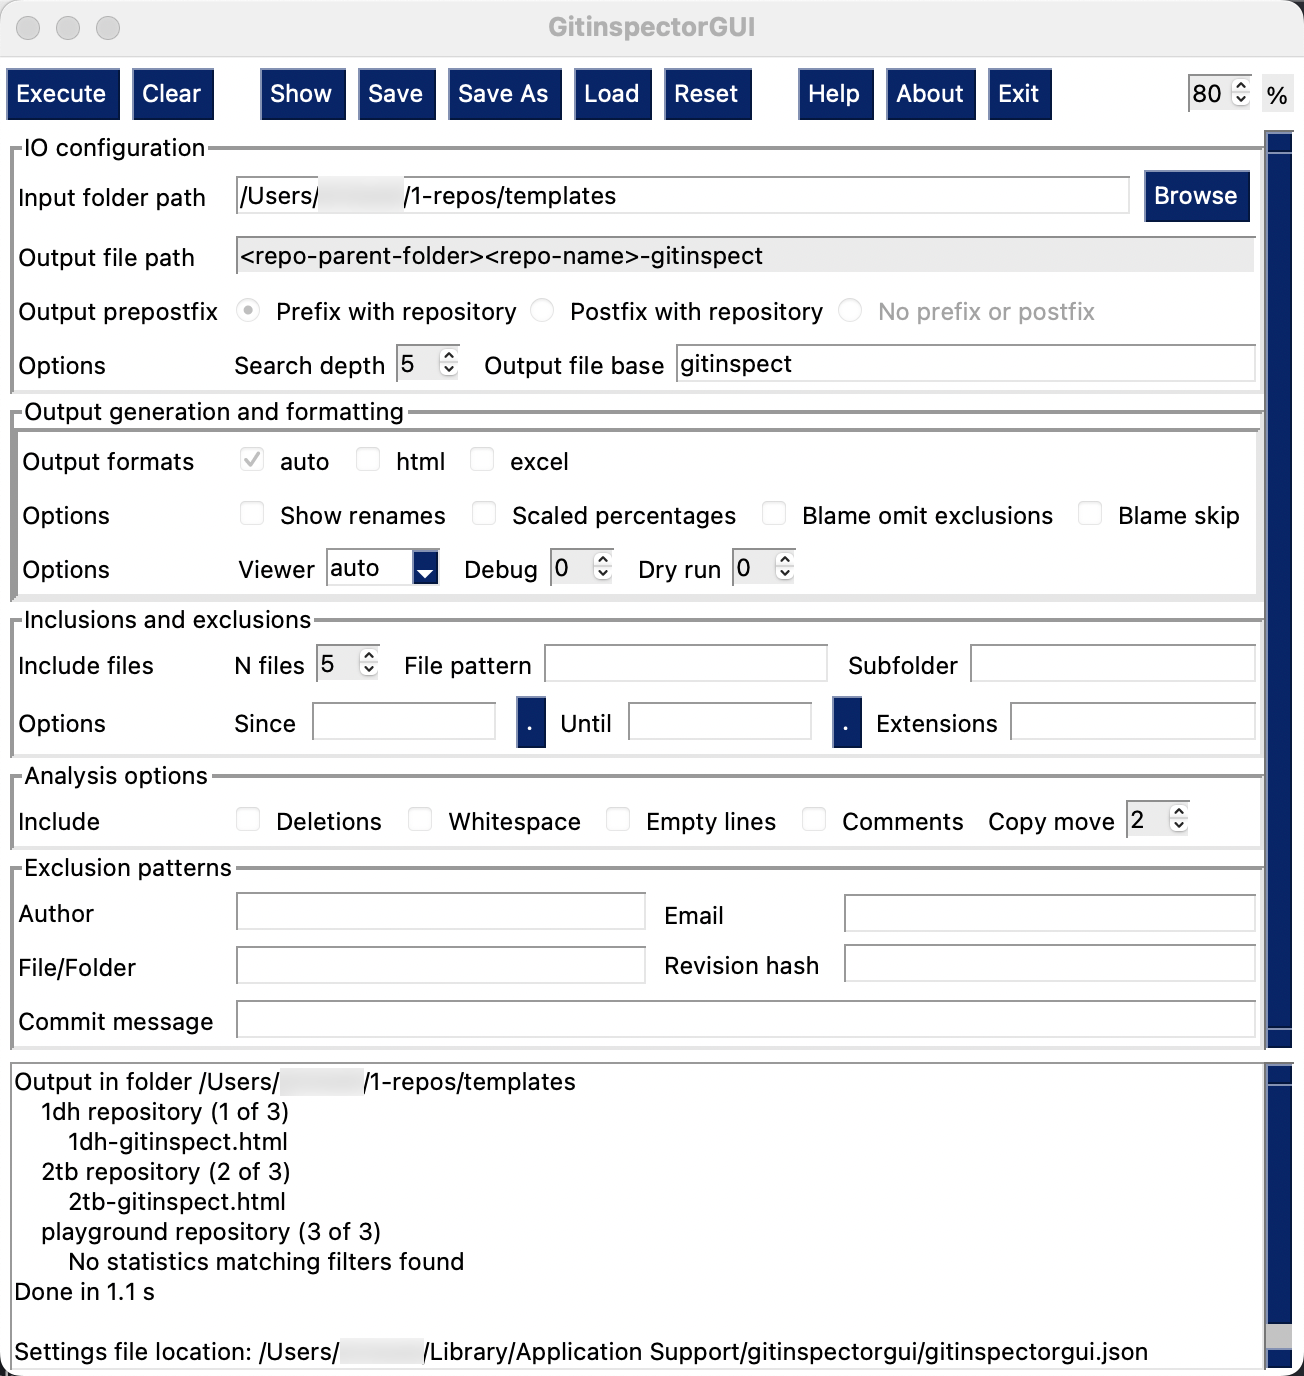 GitinspectorGUI
Execute Clear Show Save Save As Load Reset Help About Exit 80 %
IO configuration
Input folder path /Users/ /1-repos/templates Browse
Output file path <repo-parent-folder><repo-name>-gitinspect
Output prepostfix Prefix with repository Postfix with repository No prefix or postfix
Options Search depth 5 Output file base gitinspect
Output generation and formatting
Output formats auto html excel
Options Show renames Scaled percentages Blame omit exclusions Blame skip
Options Viewer auto Debug 0 Dry run 0
Inclusions and exclusions
Include files N files 5 File pattern Subfolder
Options Since . Until . Extensions
Analysis options
Include Deletions Whitespace Empty lines Comments Copy move 2
Exclusion patterns
Author Email
File/Folder Revision hash
Commit message
Output in folder /Users/ /1-repos/templates
1dh repository (1 of 3)
1dh-gitinspect.html
2tb repository (2 of 3)
2tb-gitinspect.html
playground repository (3 of 3)
No statistics matching filters found
Done in 1.1 s
Settings file location: /Users/ /Library/Application Support/gitinspectorgui/gitinspectorgui.json